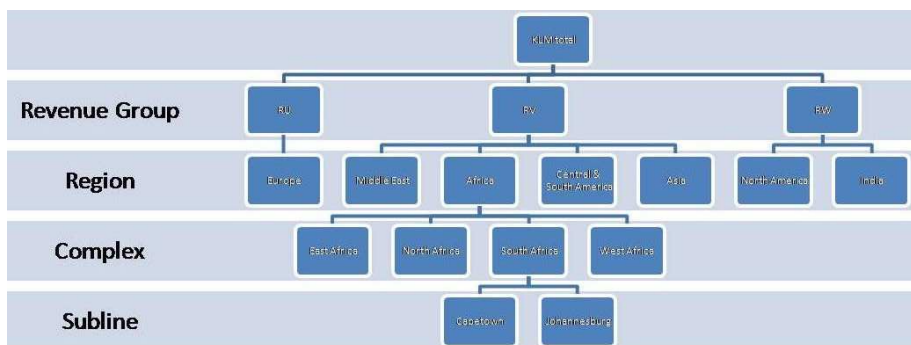 KLM total
Revenue Group
RU
RV
RW
Region
Europe
Middle East
Africa
Central &
South America
Asia
North America
India
Complex
East Africa
North Africa
South Africa
West Africa
Subline
Capetown
Johannesburg